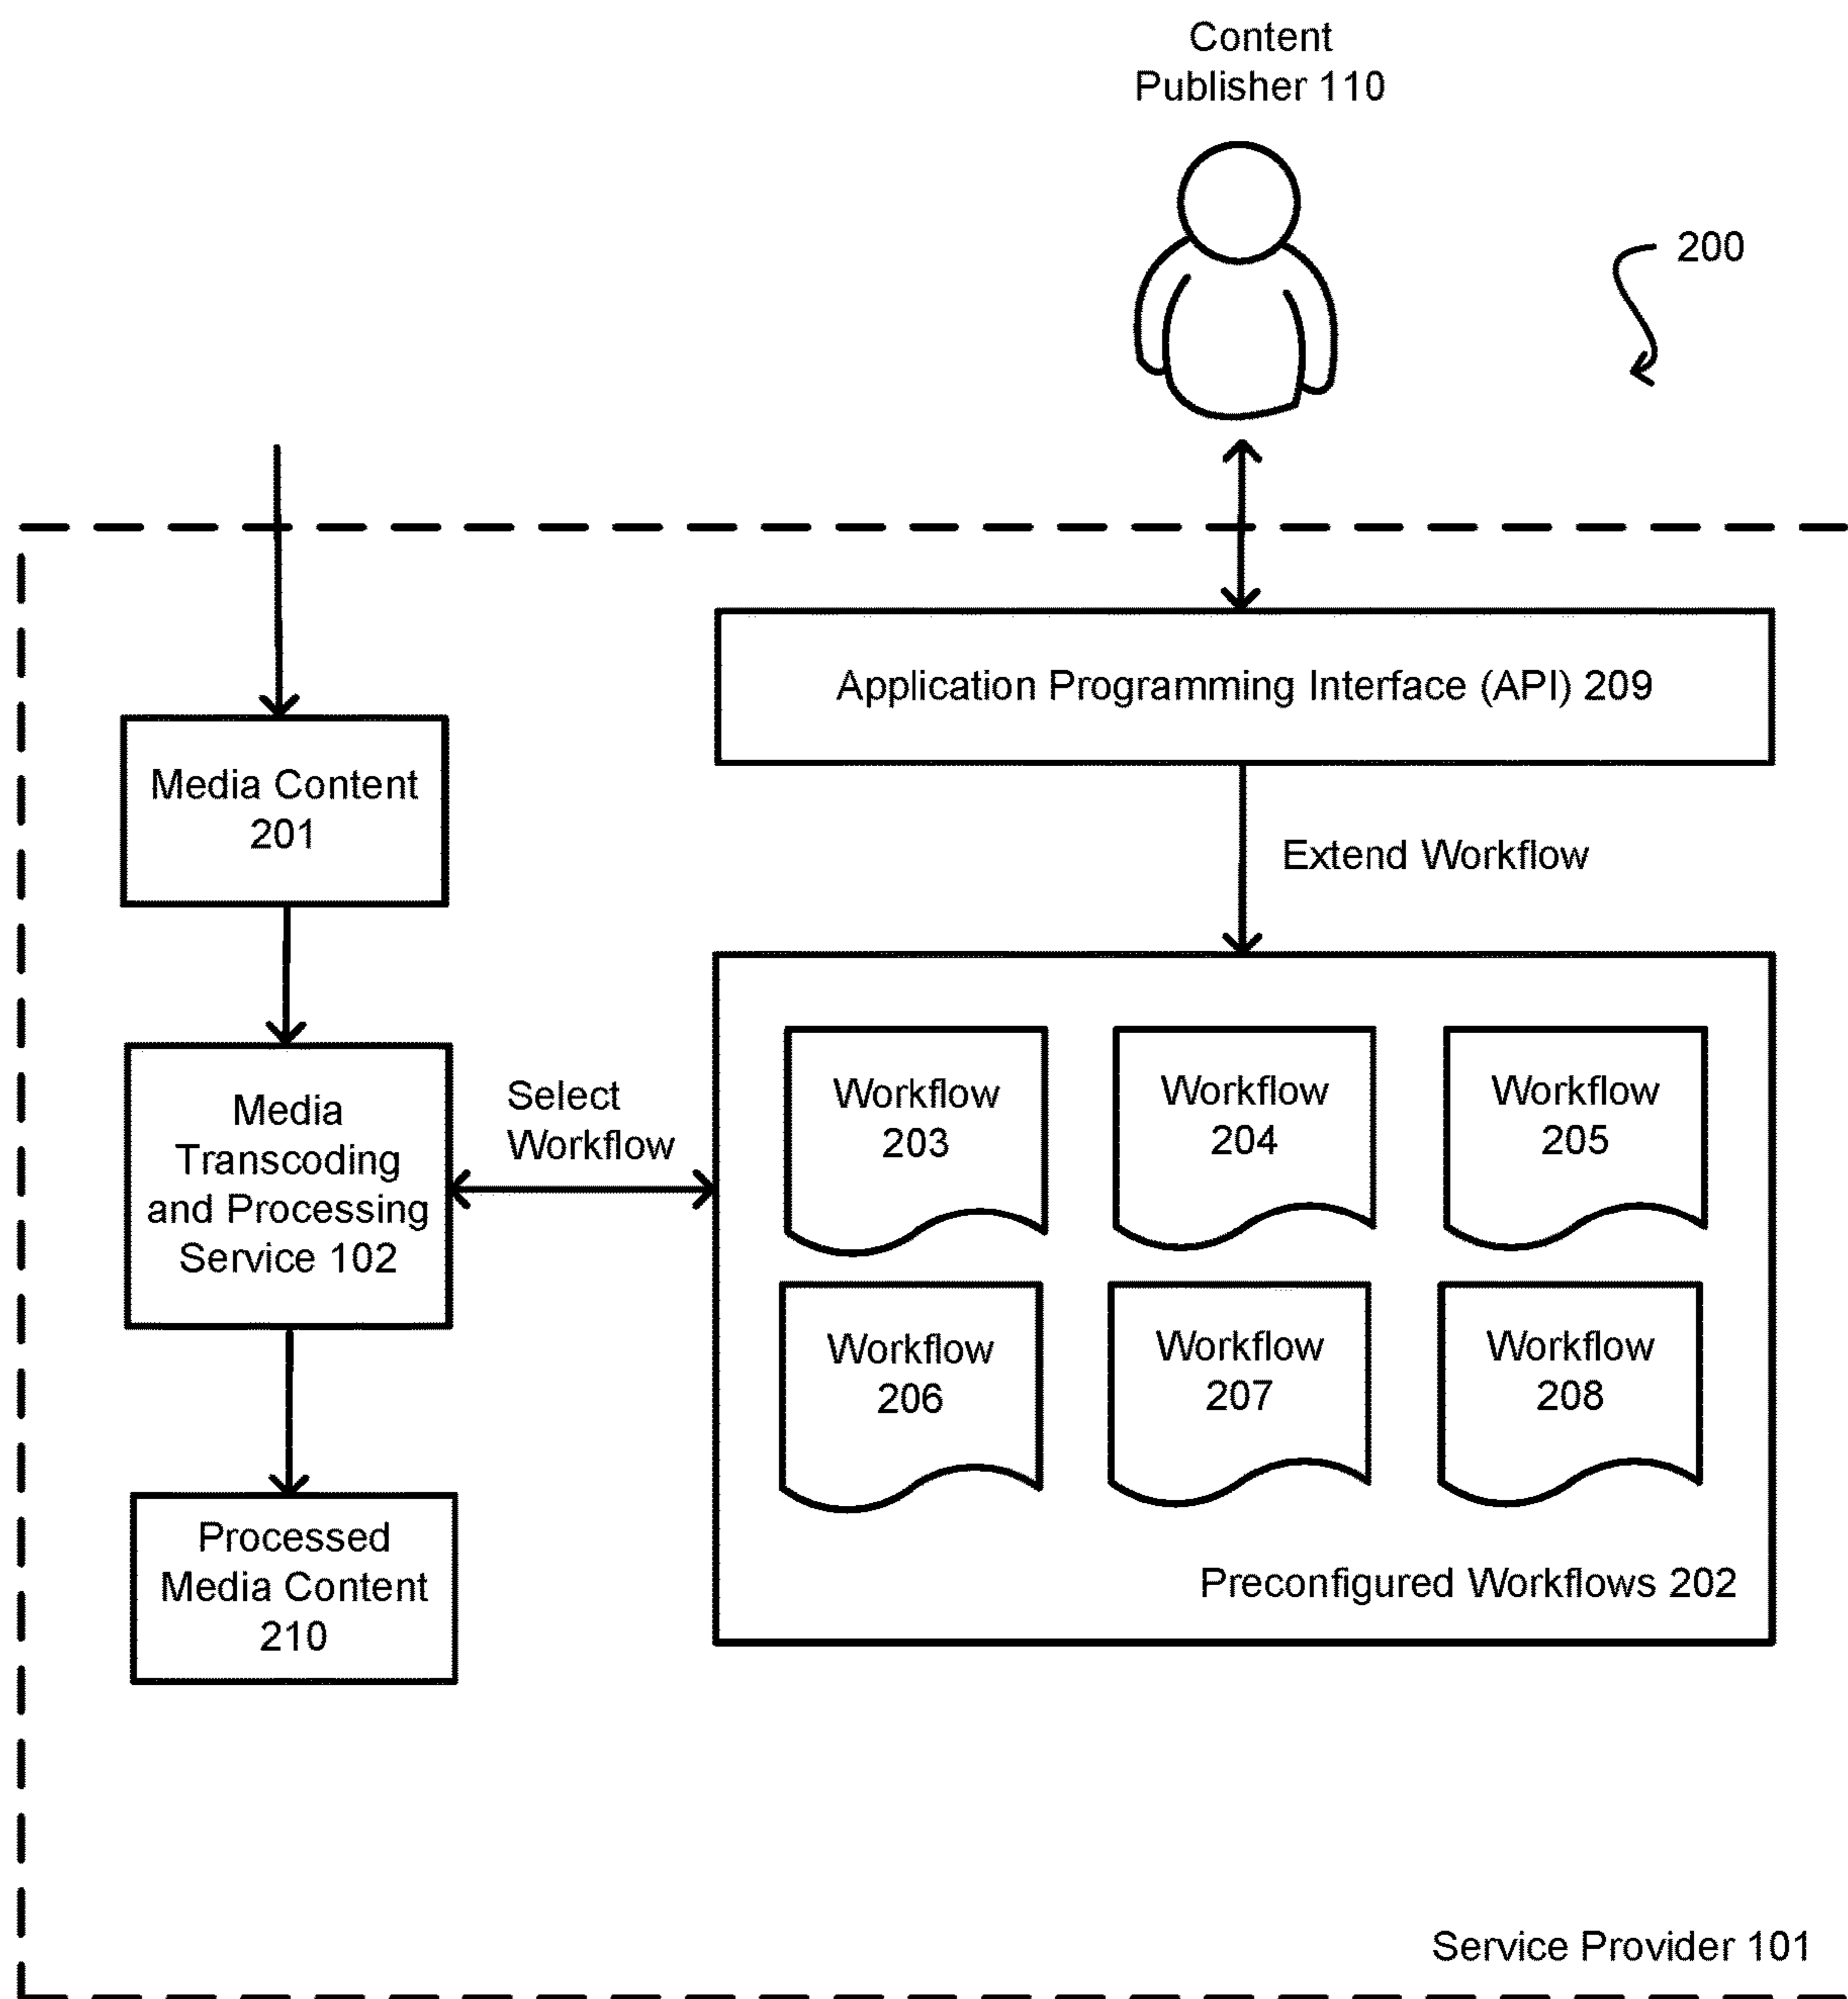 Content
Publisher 110
200
Application Programming Interface (API) 209
Media Content
201
Extend Workflow
Media
Transcoding
and Processing
Service 102
Select
Workflow
Workflow
203
Workflow
204
Workflow
205
Workflow
206
Workflow
207
Workflow
208
Processed
Media Content
210
Preconfigured Workflows 202
Service Provider 101